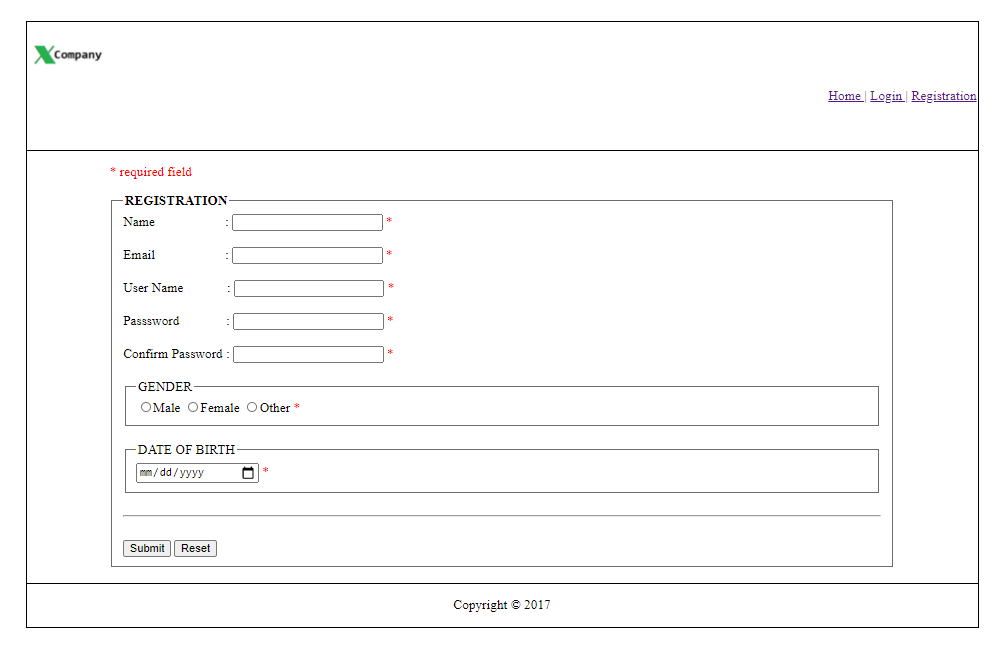 XCompany
Home | Login | Registration
* required field
REGISTRATION
Name : *
Email : *
User Name : *
Passsword : *
Confirm Password : *
GENDER
Male Female Other *
DATE OF BIRTH
mm/dd/yyyy *
Submit Reset
Copyright © 2017